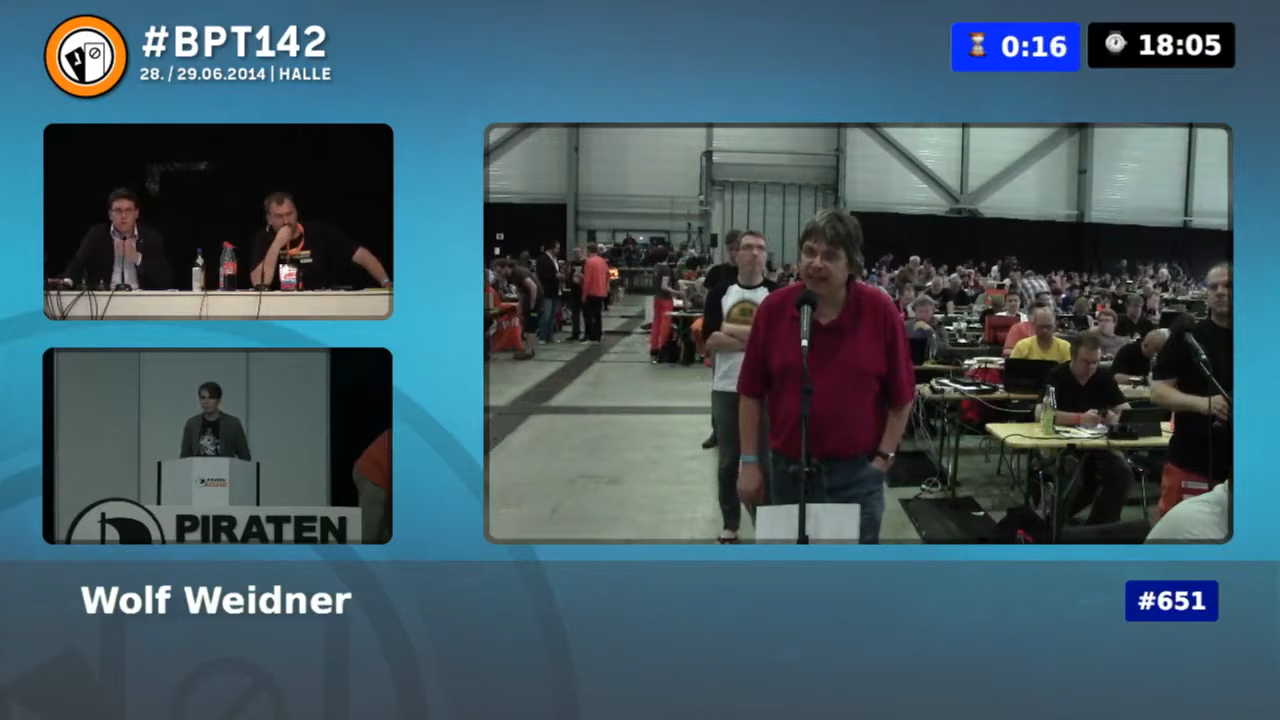 #BPT142
28. / 29.06.2014 | HALLE
0:16
18:05
PIRATEN
Wolf Weidner
#651